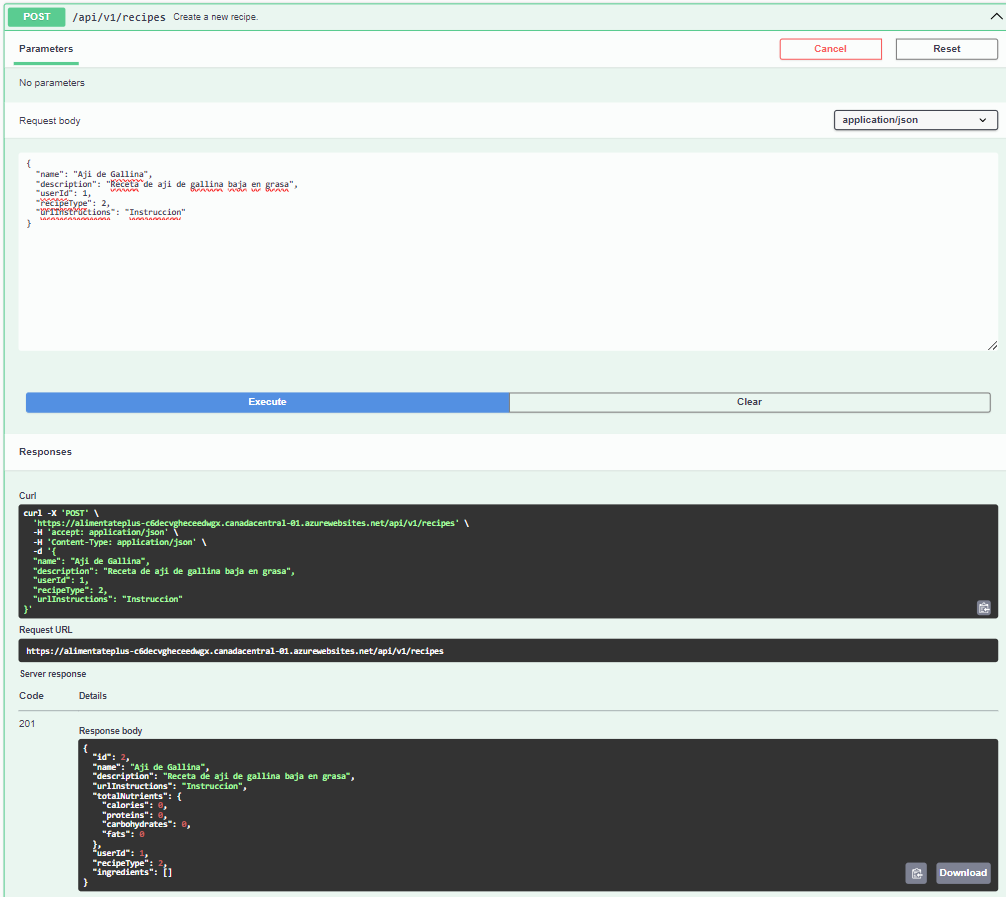 POST /api/v1/recipes Create a new recipe.
Parameters
Cancel
Reset
No parameters
Request body
application/json
{
  "name": "Aji de Gallina",
  "description": "Receta de aji de gallina baja en grasa",
  "userId": 1,
  "recipeType": 2,
  "urlInstructions": "Instruccion"
}
Execute
Clear
Responses
Curl
curl -X 'POST' \
  'https://alimentateplus-c6decvgheceedwgx.canadacentral-01.azurewebsites.net/api/v1/recipes' \
  -H 'accept: application/json' \
  -H 'Content-Type: application/json' \
  -d '{
  "name": "Aji de Gallina",
  "description": "Receta de aji de gallina baja en grasa",
  "userId": 1,
  "recipeType": 2,
  "urlInstructions": "Instruccion"
}'
Request URL
https://alimentateplus-c6decvgheceedwgx.canadacentral-01.azurewebsites.net/api/v1/recipes
Server response
Code Details
201
Response body
{
  "id": 2,
  "name": "Aji de Gallina",
  "description": "Receta de aji de gallina baja en grasa",
  "urlInstructions": "Instruccion",
  "totalNutrients": {
    "calories": 0,
    "proteins": 0,
    "carbohydrates": 0,
    "fats": 0
  },
  "userId": 1,
  "recipeType": 2,
  "ingredients": []
}
Download